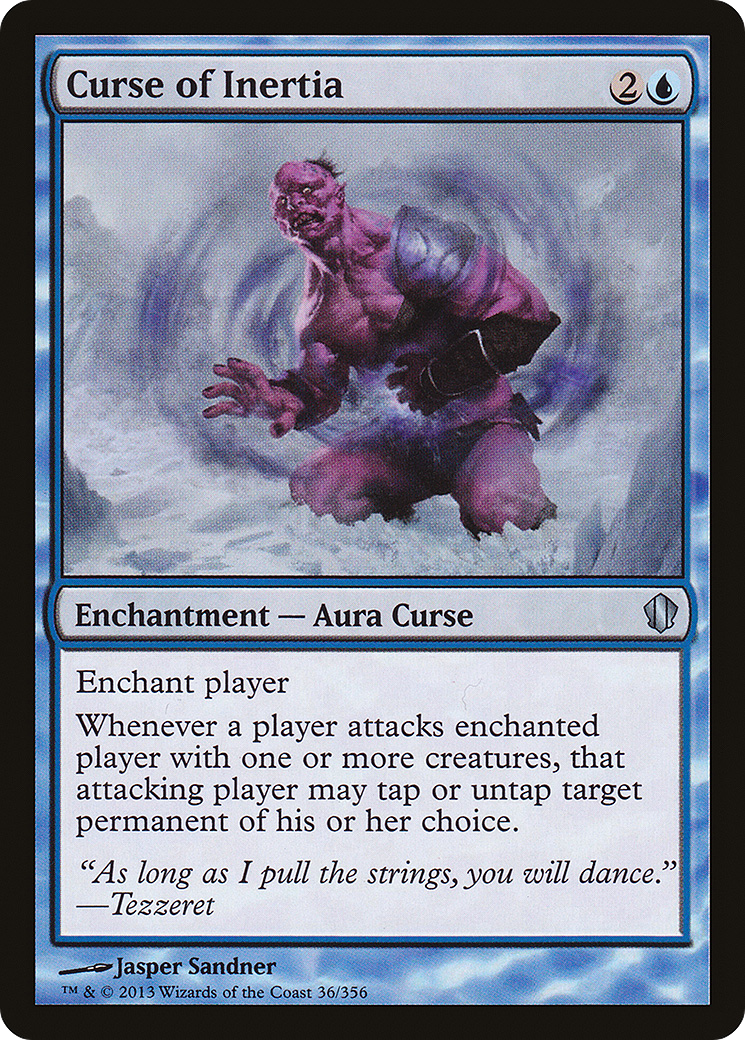 Curse of Inertia 2
Enchantment — Aura Curse
Enchant player
Whenever a player attacks enchanted
player with one or more creatures, that
attacking player may tap or untap target
permanent of his or her choice.
“As long as I pull the strings, you will dance.”
—Tezzeret
Jasper Sandner
™ & © 2013 Wizards of the Coast 36/356